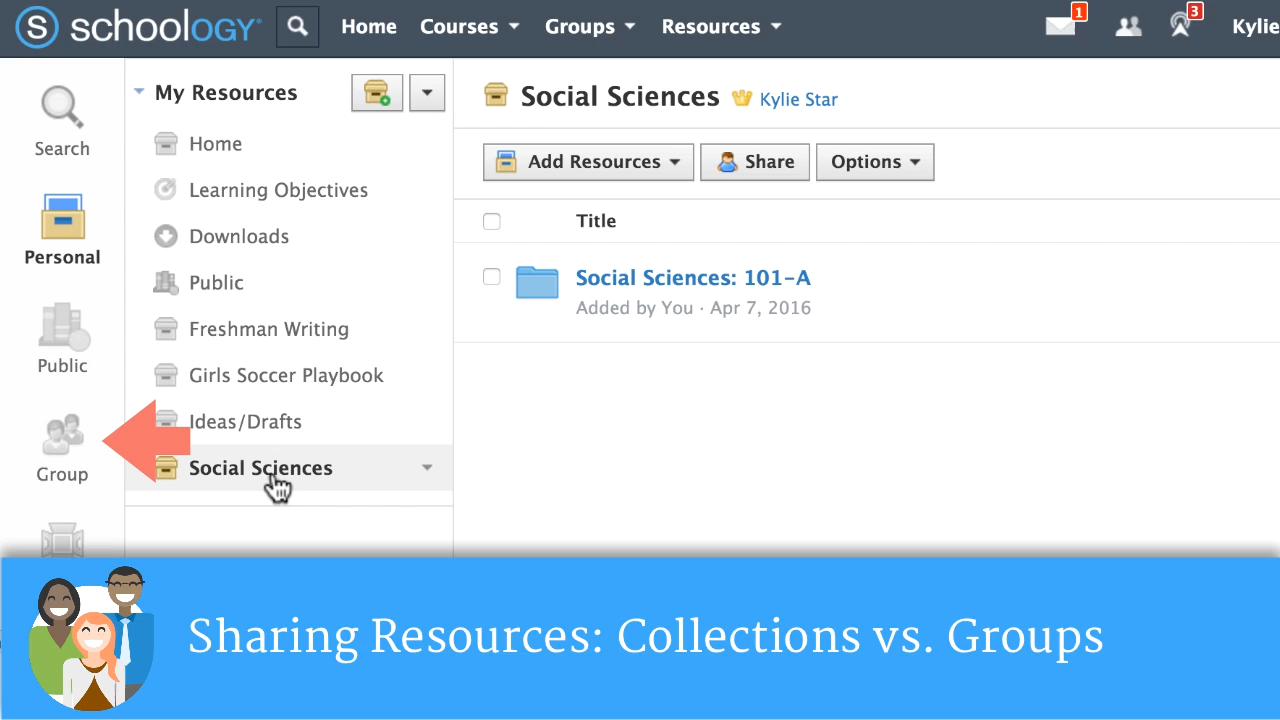 S schoology®
Home Courses Groups Resources
1
3
Kylie
Search
Personal
Public
Group
My Resources
Home
Learning Objectives
Downloads
Public
Freshman Writing
Girls Soccer Playbook
Ideas/Drafts
Social Sciences
Social Sciences Kylie Star
Add Resources Share Options
Title
Social Sciences: 101-A
Added by You · Apr 7, 2016
Sharing Resources: Collections vs. Groups